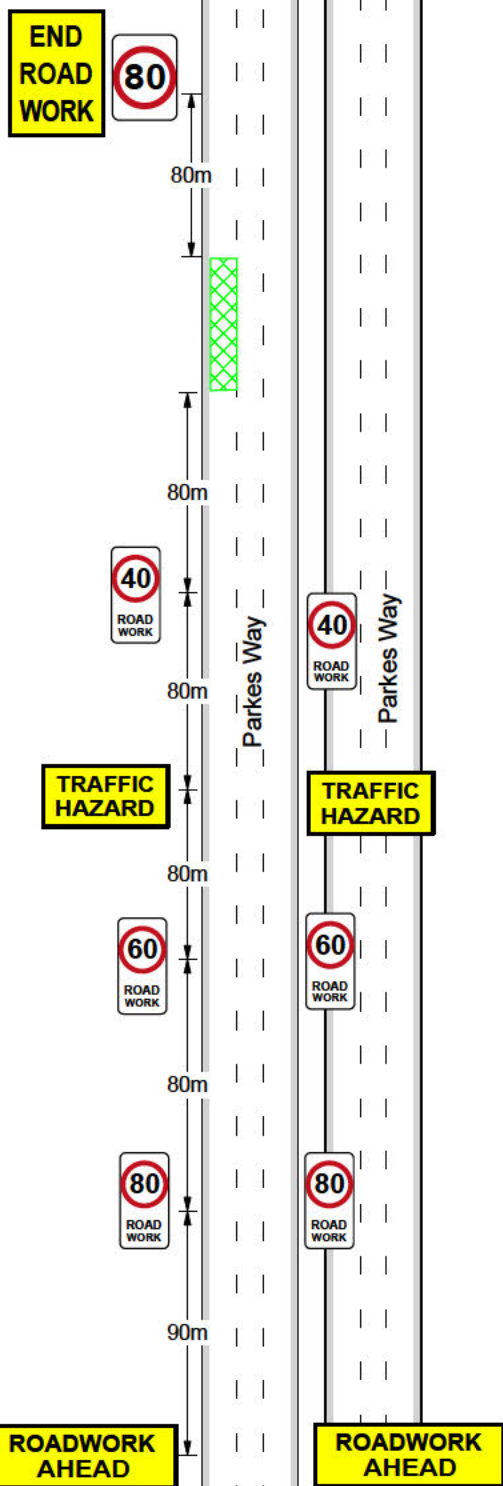 END
ROAD
WORK
80
80m
80m
40
ROAD
WORK
40
ROAD
WORK
Parkes Way
Parkes Way
80m
TRAFFIC
HAZARD
TRAFFIC
HAZARD
80m
60
ROAD
WORK
60
ROAD
WORK
80m
80
ROAD
WORK
80
ROAD
WORK
90m
ROADWORK
AHEAD
ROADWORK
AHEAD